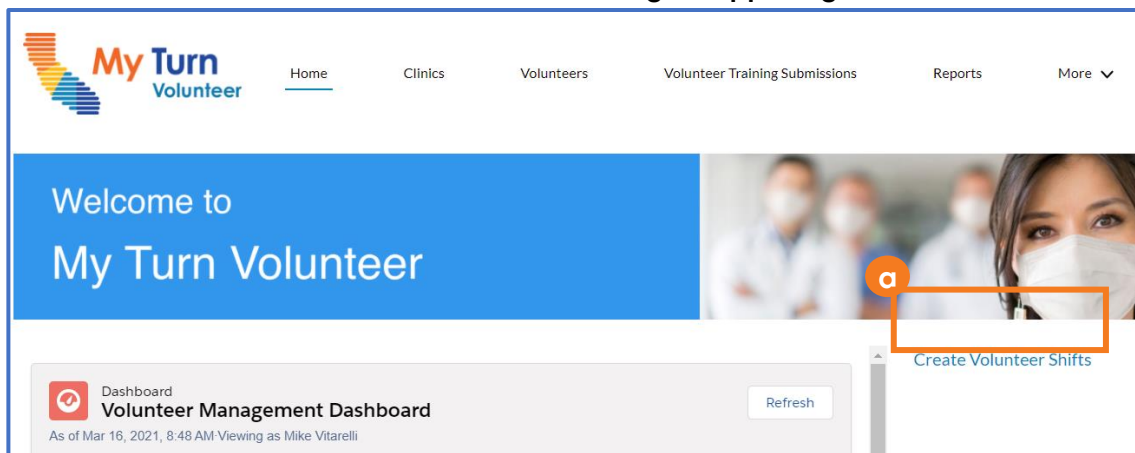 My Turn
Volunteer
Home Clinics Volunteers Volunteer Training Submissions Reports More
Welcome to
My Turn Volunteer
a
Create Volunteer Shifts
Dashboard
Volunteer Management Dashboard
Refresh
As of Mar 16, 2021, 8:48 AM·Viewing as Mike Vitarelli